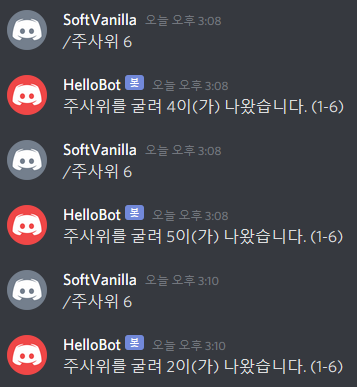 SoftVanilla 오늘 오후 3:08
/주사위 6
HelloBot 봇 오늘 오후 3:08
주사위를 굴려 4이(가) 나왔습니다. (1-6)
SoftVanilla 오늘 오후 3:08
/주사위 6
HelloBot 봇 오늘 오후 3:08
주사위를 굴려 5이(가) 나왔습니다. (1-6)
SoftVanilla 오늘 오후 3:10
/주사위 6
HelloBot 봇 오늘 오후 3:10
주사위를 굴려 2이(가) 나왔습니다. (1-6)